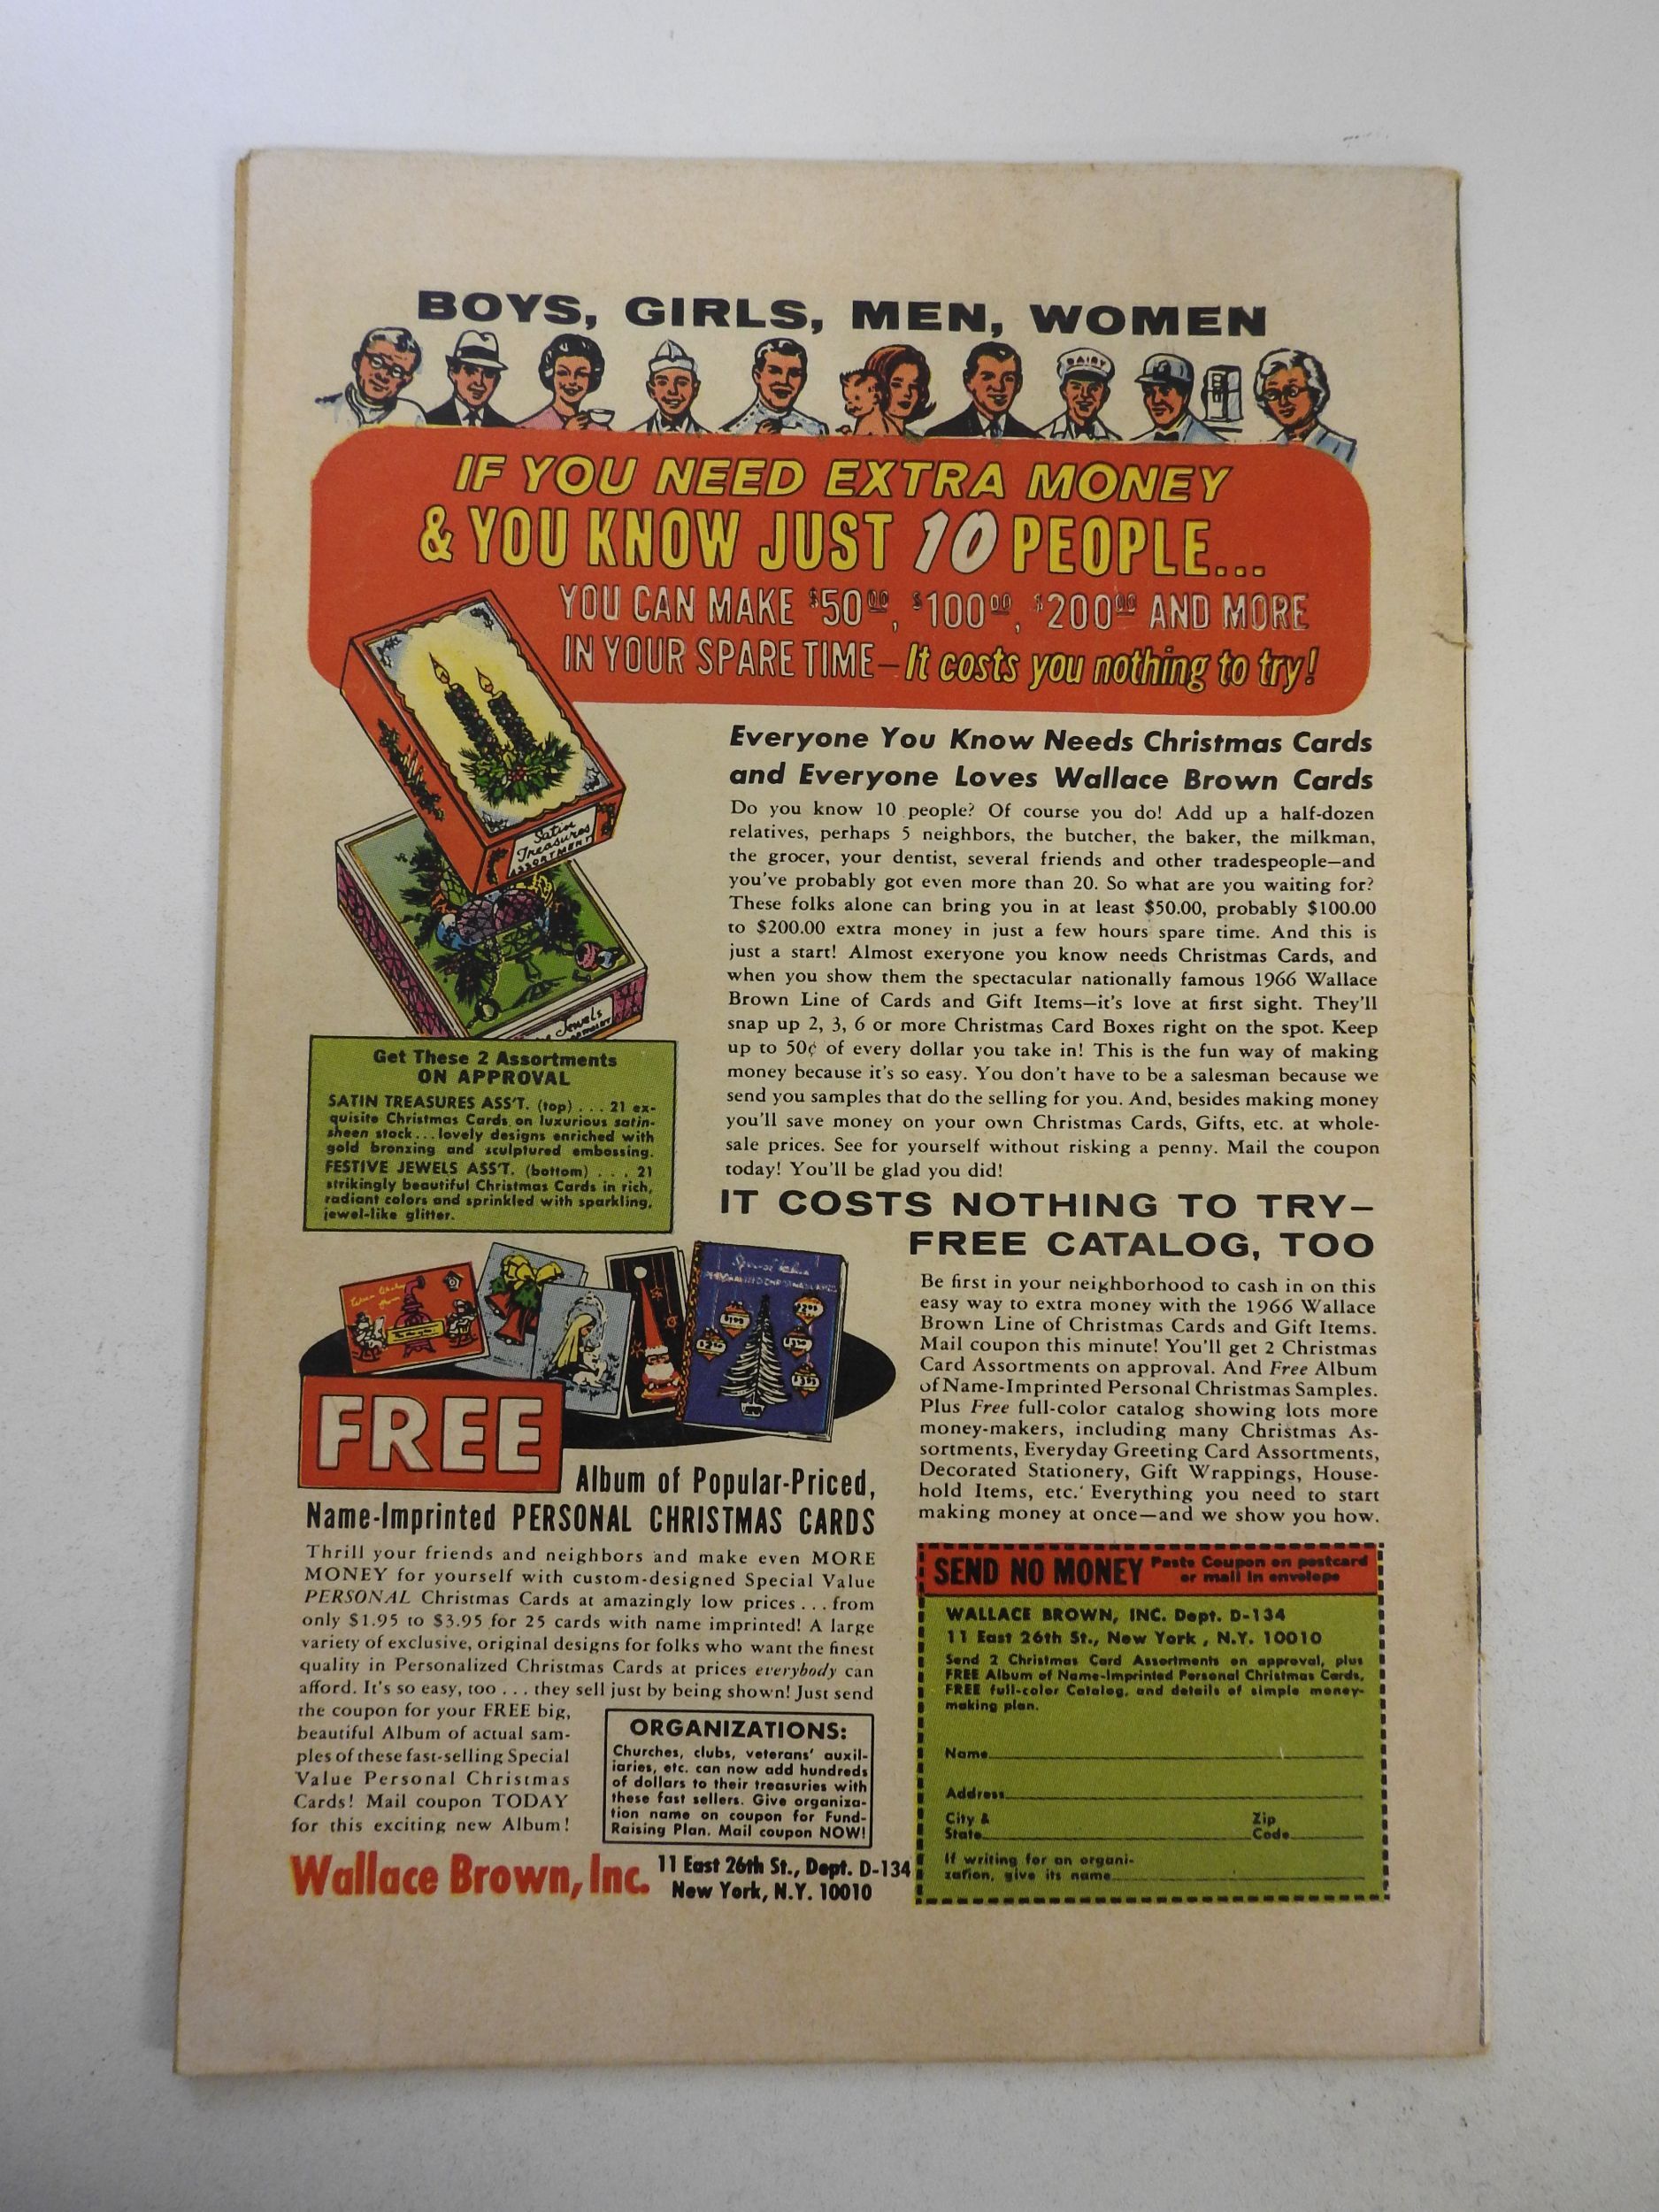 BOYS, GIRLS, MEN, WOMEN
DAIRY
IF YOU NEED EXTRA MONEY
& YOU KNOW JUST 10 PEOPLE...
YOU CAN MAKE $50.00, $100.00, $200.00 AND MORE
IN YOUR SPARE TIME—It costs you nothing to try!
Satin
Treasures
ASSORTMENT
Jewels
Everyone You Know Needs Christmas Cards
and Everyone Loves Wallace Brown Cards
Do you know 10 people? Of course you do! Add up a half-dozen
relatives, perhaps 5 neighbors, the butcher, the baker, the milkman,
the grocer, your dentist, several friends and other tradespeople—and
you've probably got even more than 20. So what are you waiting for?
These folks alone can bring you in at least $50.00, probably $100.00
to $200.00 extra money in just a few hours spare time. And this is
just a start! Almost exeryone you know needs Christmas Cards, and
when you show them the spectacular nationally famous 1966 Wallace
Brown Line of Cards and Gift Items—it's love at first sight. They'll
snap up 2, 3, 6 or more Christmas Card Boxes right on the spot. Keep
up to 50¢ of every dollar you take in! This is the fun way of making
money because it's so easy. You don't have to be a salesman because we
send you samples that do the selling for you. And, besides making money
you'll save money on your own Christmas Cards, Gifts, etc. at whole-
sale prices. See for yourself without risking a penny. Mail the coupon
today! You'll be glad you did!
Get These 2 Assortments
ON APPROVAL
SATIN TREASURES ASS'T. (top) . . . 21 ex-
quisite Christmas Cards on luxurious satin-
sheen stock...lovely designs enriched with
gold bronzing and sculptured embossing.
FESTIVE JEWELS ASS'T. (bottom) . . . 21
strikingly beautiful Christmas Cards in rich,
radiant colors and sprinkled with sparkling,
jewel-like glitter.
IT COSTS NOTHING TO TRY—
FREE CATALOG, TOO
Be first in your neighborhood to cash in on this
easy way to extra money with the 1966 Wallace
Brown Line of Christmas Cards and Gift Items.
Mail coupon this minute! You'll get 2 Christmas
Card Assortments on approval. And Free Album
of Name-Imprinted Personal Christmas Samples.
Plus Free full-color catalog showing lots more
money-makers, including many Christmas As-
sortments, Everyday Greeting Card Assortments,
Decorated Stationery, Gift Wrappings, House-
hold Items, etc. Everything you need to start
making money at once—and we show you how.
FREE
Album of Popular-Priced,
Name-Imprinted PERSONAL CHRISTMAS CARDS
Thrill your friends and neighbors and make even MORE
MONEY for yourself with custom-designed Special Value
PERSONAL Christmas Cards at amazingly low prices . . . from
only $1.95 to $3.95 for 25 cards with name imprinted! A large
variety of exclusive, original designs for folks who want the finest
quality in Personalized Christmas Cards at prices everybody can
afford. It's so easy, too . . . they sell just by being shown! Just send
the coupon for your FREE big,
beautiful Album of actual sam-
ples of these fast-selling Special
Value Personal Christmas
Cards! Mail coupon TODAY
for this exciting new Album!
ORGANIZATIONS:
Churches, clubs, veterans' auxil-
iaries, etc. can now add hundreds
of dollars to their treasuries with
these fast sellers. Give organiza-
tion name on coupon for Fund-
Raising Plan. Mail coupon NOW!
Wallace Brown, Inc. 11 East 26th St., Dept. D-134
New York, N.Y. 10010
SEND NO MONEY Paste Coupon on postcard
or mail in envelope
WALLACE BROWN, INC. Dept. D-134
11 East 26th St., New York, N.Y. 10010
Send 2 Christmas Card Assortments on approval, plus
FREE Album of Name-Imprinted Personal Christmas Cards,
FREE full-color Catalog, and details of simple money-
making plan.
Name
Address
City & Zip
State Code
If writing for an organi-
zation, give its name